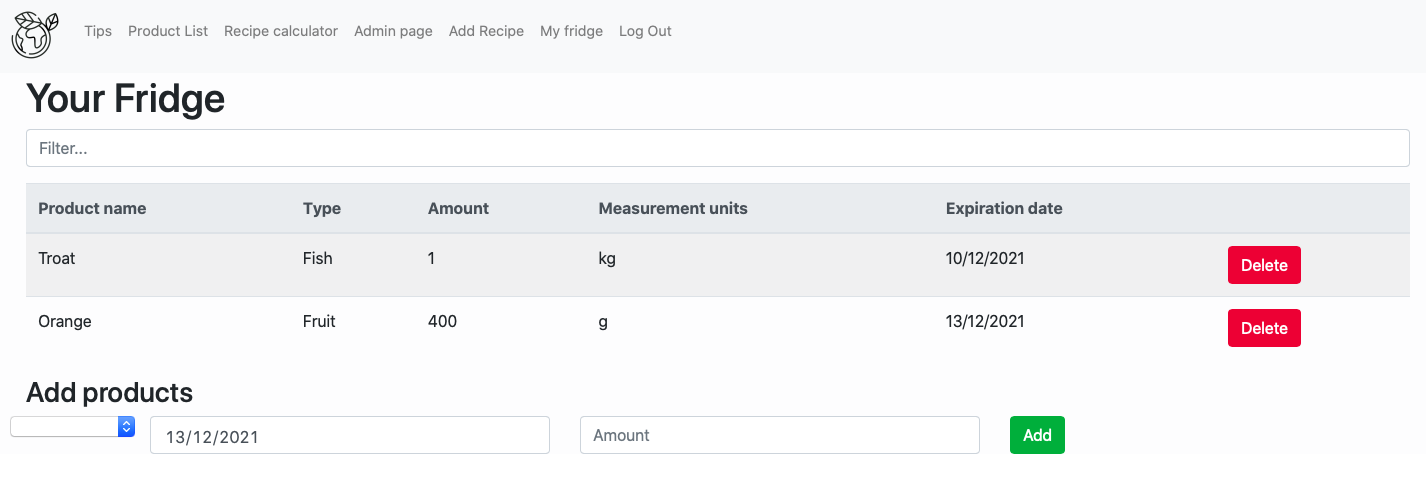 Tips Product List Recipe calculator Admin page Add Recipe My fridge Log Out
Your Fridge
Filter...
Product name Type Amount Measurement units Expiration date
Troat Fish 1 kg 10/12/2021 Delete
Orange Fruit 400 g 13/12/2021 Delete
Add products
13/12/2021 Amount Add